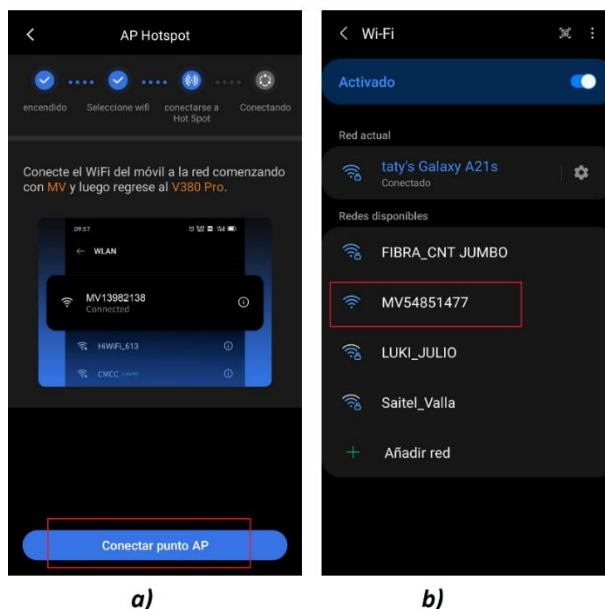 AP Hotspot
encendido
Seleccione wifi
conectarse a
Hot Spot
Conectando
Conecte el WiFi del móvil a la red comenzando
con MV y luego regrese al V380 Pro.
09:57
WLAN
MV13982138
Connected
HiWiFi_613
CMCC
Conectar punto AP
a)
Wi-Fi
Activado
Red actual
taty's Galaxy A21s
Conectado
Redes disponibles
FIBRA_CNT JUMBO
MV54851477
LUKI_JULIO
Saitel_Valla
Añadir red
b)